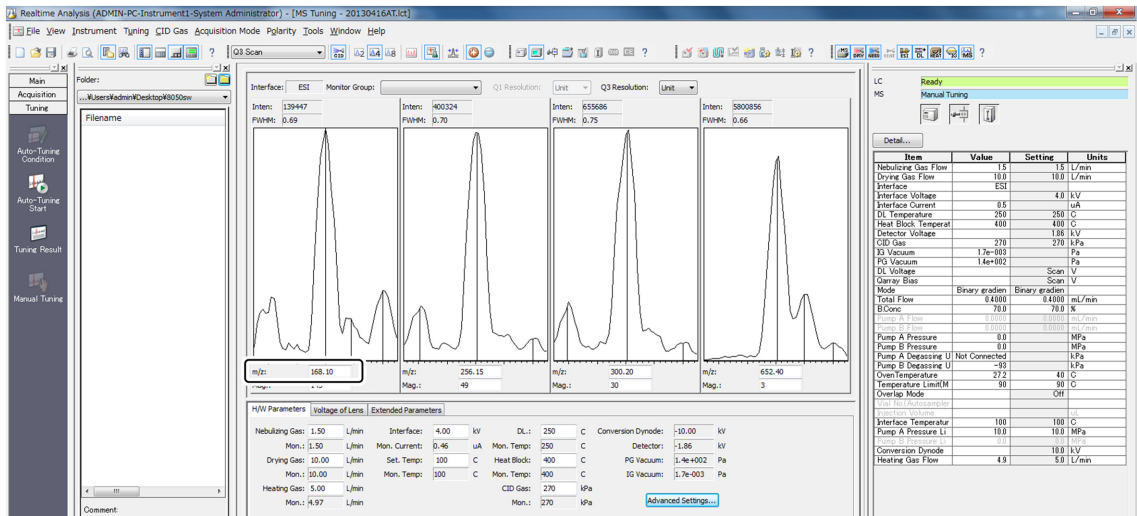 Realtime Analysis (ADMIN-PC-Instrument1-System Administrator) - [MS Tuning - 20130416AT.lct]
File View Instrument Tuning CID Gas Acquisition Mode Polarity Tools Window Help
Q3 Scan
Main
Acquisition
Tuning
Auto-Tuning Condition
Auto-Tuning Start
Tuning Result
Manual Tuning
Folder:
...¥Users¥admin¥Desktop¥8050sw
Filename
Comment:
Interface: ESI Monitor Group: Q1 Resolution: Unit Q3 Resolution: Unit
Inten: 139447 Inten: 400324 Inten: 655686 Inten: 5800856
FWHM: 0.69 FWHM: 0.70 FWHM: 0.75 FWHM: 0.66
m/z: 168.10 m/z: 256.15 m/z: 300.20 m/z: 652.40
Mag.: 49 Mag.: 30 Mag.: 3
H/W Parameters Voltage of Lens Extended Parameters
Nebulizing Gas: 1.50 L/min Interface: 4.00 kV DL.: 250 C Conversion Dynode: -10.00 kV
Mon.: 1.50 L/min Mon. Current: 0.46 uA Mon. Temp: 250 C Detector: -1.86 kV
Drying Gas: 10.00 L/min Set. Temp: 100 C Heat Block: 400 C PG Vacuum: 1.4e+002 Pa
Mon.: 10.00 L/min Mon. Temp: 100 C Mon. Temp: 400 C IG Vacuum: 1.7e-003 Pa
Heating Gas: 5.00 L/min CID Gas: 270 kPa
Mon.: 4.97 L/min Mon.: 270 kPa Advanced Settings...
LC Ready
MS Manual Tuning
Detail...
Item Value Setting Units
Nebulizing Gas Flow 1.5 1.5 L/min
Drying Gas Flow 10.0 10.0 L/min
Interface ESI
Interface Voltage 4.0 kV
Interface Current 0.5 uA
DL Temperature 250 250 C
Heat Block Temperat 400 400 C
Detector Voltage 1.86 kV
CID Gas 270 270 kPa
IG Vacuum 1.7e-003 Pa
PG Vacuum 1.4e+002 Pa
DL Voltage Scan V
Qarray Bias Scan V
Mode Binary gradien Binary gradien
Total Flow 0.4000 0.4000 mL/min
B.Conc 70.0 70.0 %
Pump A Flow 0.0000 0.0000 mL/min
Pump B Flow 0.0000 0.0000 mL/min
Pump A Pressure 0.0 MPa
Pump B Pressure 0.0 MPa
Pump A Degassing U Not Connected kPa
Pump B Degassing U -93 kPa
OvenTemperature 27.2 40 C
Temperature Limit(M 90 90 C
Overlap Mode Off
Vial No.(Autosampler
Injection Volume uL
Interface Temperatur 100 100 C
Pump A Pressure Li 10.0 10.0 MPa
Pump B Pressure Li 0.0 0.0 MPa
Conversion Dynode 10.0 kV
Heating Gas Flow 4.9 5.0 L/min